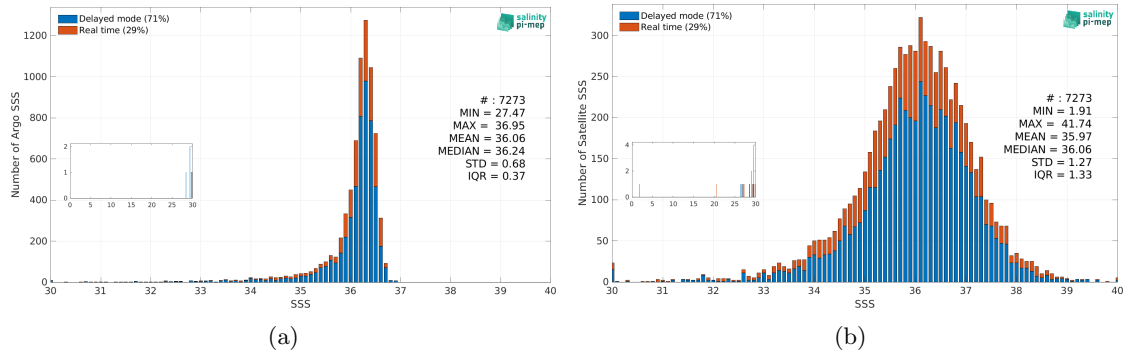 Delayed mode (71%)
Real time (29%)
salinity
pi-mep
# : 7273
MIN = 27.47
MAX = 36.95
MEAN = 36.06
MEDIAN = 36.24
STD = 0.68
IQR = 0.37
Number of Argo SSS
1200
1000
800
600
400
200
0
2
1
0
0 5 10 15 20 25 30
30 31 32 33 34 35 36 37 38 39 40
SSS
(a)
Delayed mode (71%)
Real time (29%)
salinity
pi-mep
# : 7273
MIN = 1.91
MAX = 41.74
MEAN = 35.97
MEDIAN = 36.06
STD = 1.27
IQR = 1.33
Number of Satellite SSS
300
250
200
150
100
50
0
4
2
0
0 5 10 15 20 25 30
30 31 32 33 34 35 36 37 38 39 40
SSS
(b)